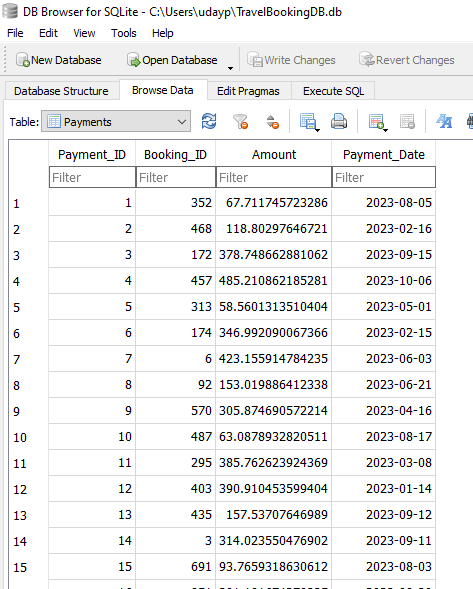 DB Browser for SQLite - C:\Users\udayp\TravelBookingDB.db
File Edit View Tools Help
New Database Open Database Write Changes Revert Changes
Database Structure Browse Data Edit Pragmas Execute SQL
Table: Payments
Payment_ID Booking_ID Amount Payment_Date
Filter Filter Filter Filter
1 1 352 67.711745723286 2023-08-05
2 2 468 118.80297646721 2023-02-16
3 3 172 378.748662881062 2023-09-15
4 4 457 485.210862185281 2023-10-06
5 5 313 58.5601313510404 2023-05-01
6 6 174 346.992090067366 2023-02-15
7 7 6 423.155914784235 2023-06-03
8 8 92 153.019886412338 2023-06-21
9 9 570 305.874690572214 2023-04-16
10 10 487 63.0878932820511 2023-08-17
11 11 295 385.762623924369 2023-03-08
12 12 403 390.910453599404 2023-01-14
13 13 435 157.53707646989 2023-09-12
14 14 3 314.023550476902 2023-09-11
15 15 691 93.7659318630612 2023-08-03